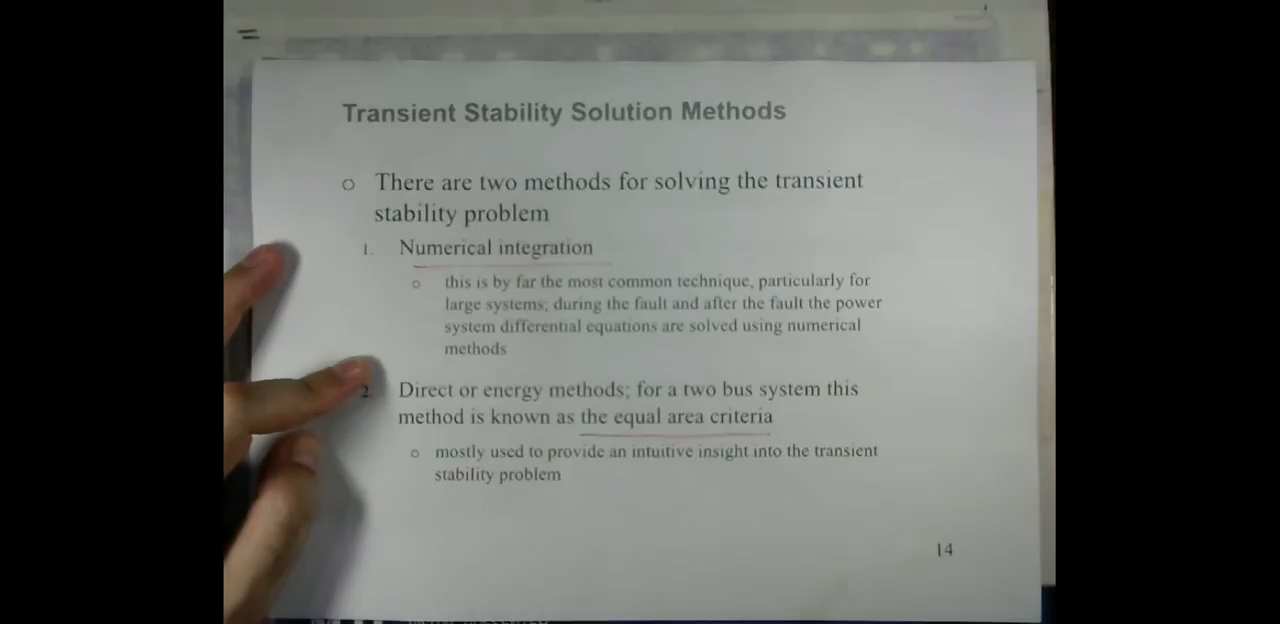 Transient Stability Solution Methods
There are two methods for solving the transient
stability problem
1. Numerical integration
this is by far the most common technique, particularly for
large systems; during the fault and after the fault the power
system differential equations are solved using numerical
methods
2. Direct or energy methods; for a two bus system this
method is known as the equal area criteria
mostly used to provide an intuitive insight into the transient
stability problem
14